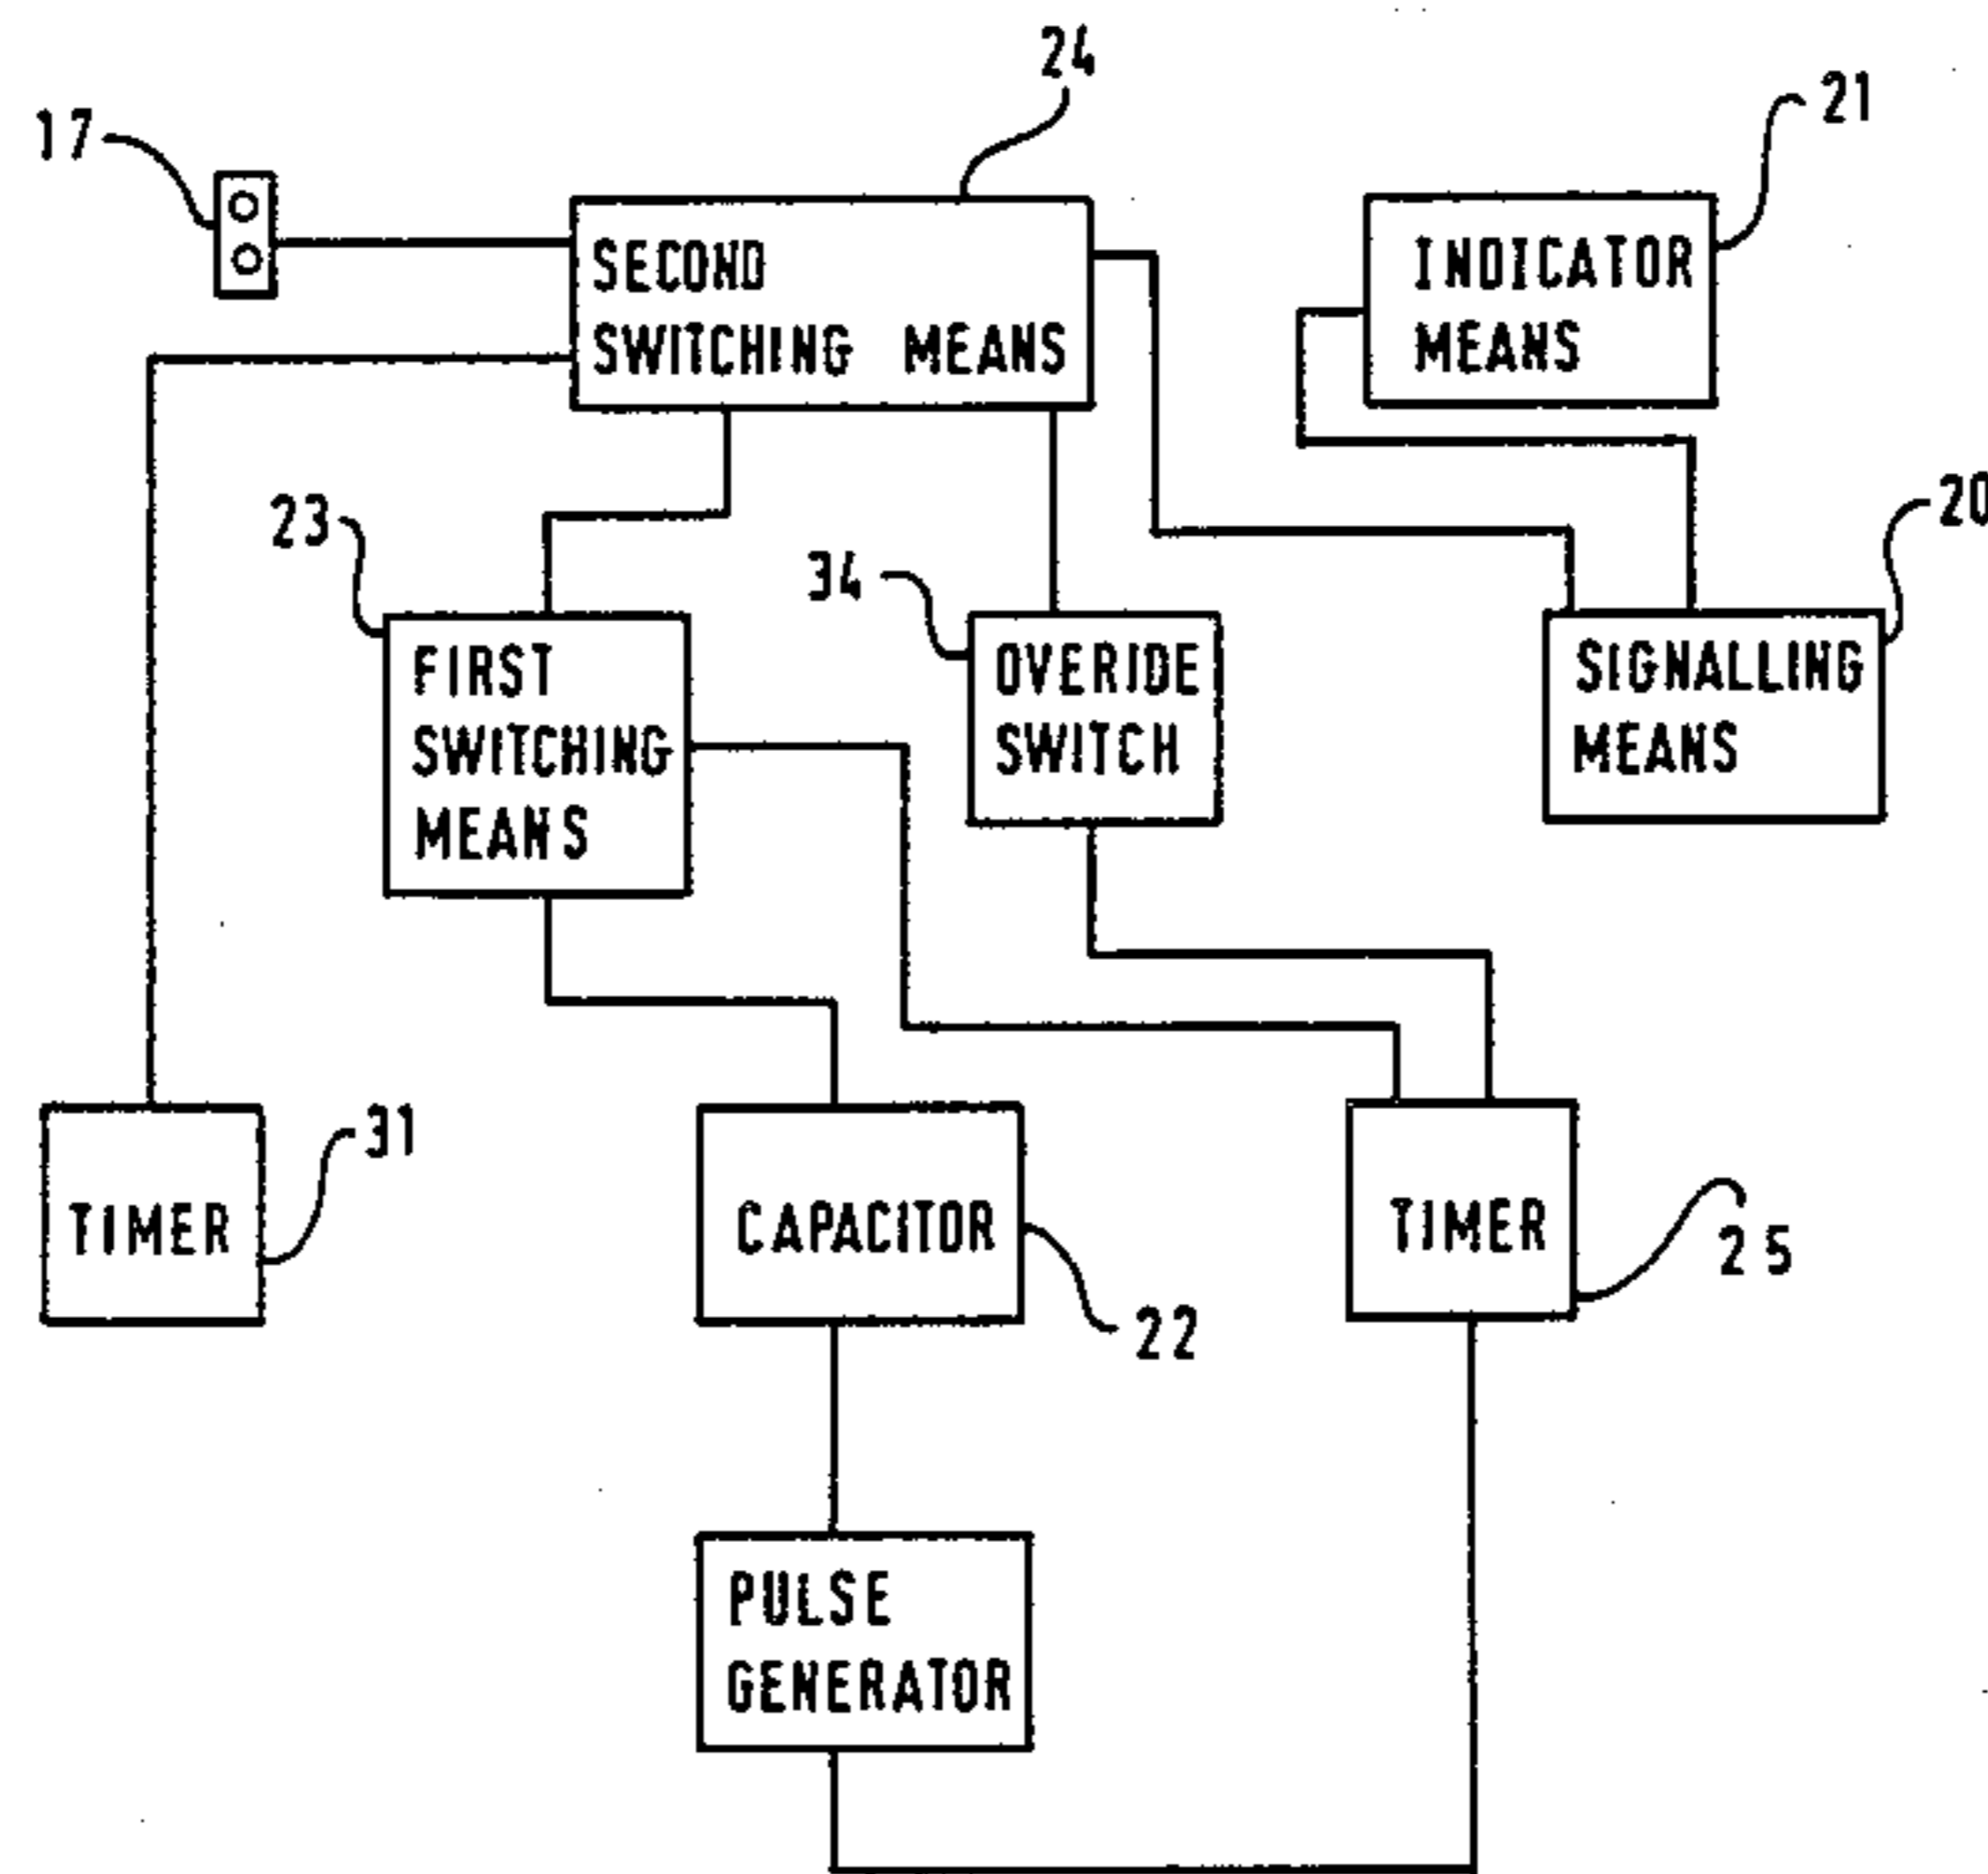 24
21
17
SECOND
SWITCHING MEANS
INDICATOR
MEANS
23
34
20
FIRST
SWITCHING
MEANS
OVERIDE
SWITCH
SIGNALLING
MEANS
31
TIMER
CAPACITOR
22
TIMER
25
PULSE
GENERATOR